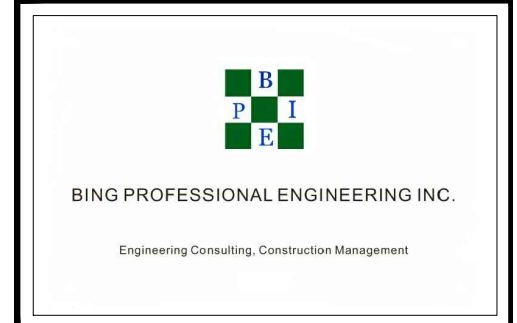 B
P I
E
BING PROFESSIONAL ENGINEERING INC.
Engineering Consulting, Construction Management